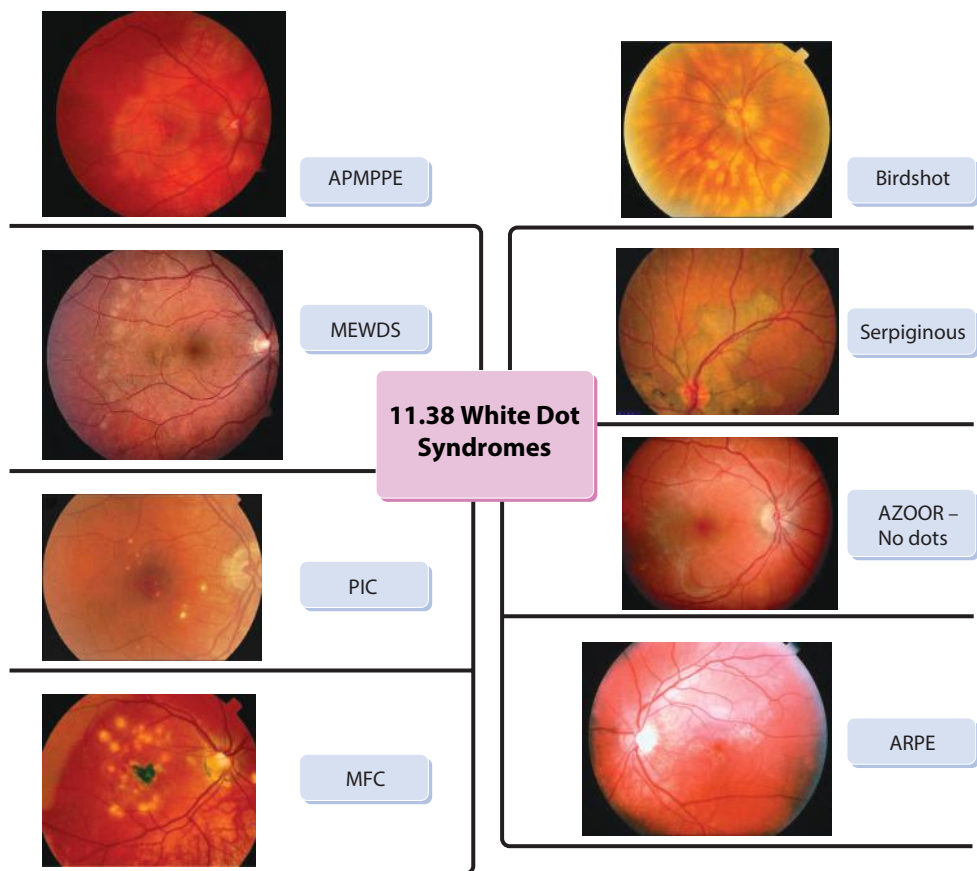 APMPPE
MEWDS
PIC
MFC
11.38 White Dot
Syndromes
Birdshot
Serpiginous
AZOOR –
No dots
ARPE